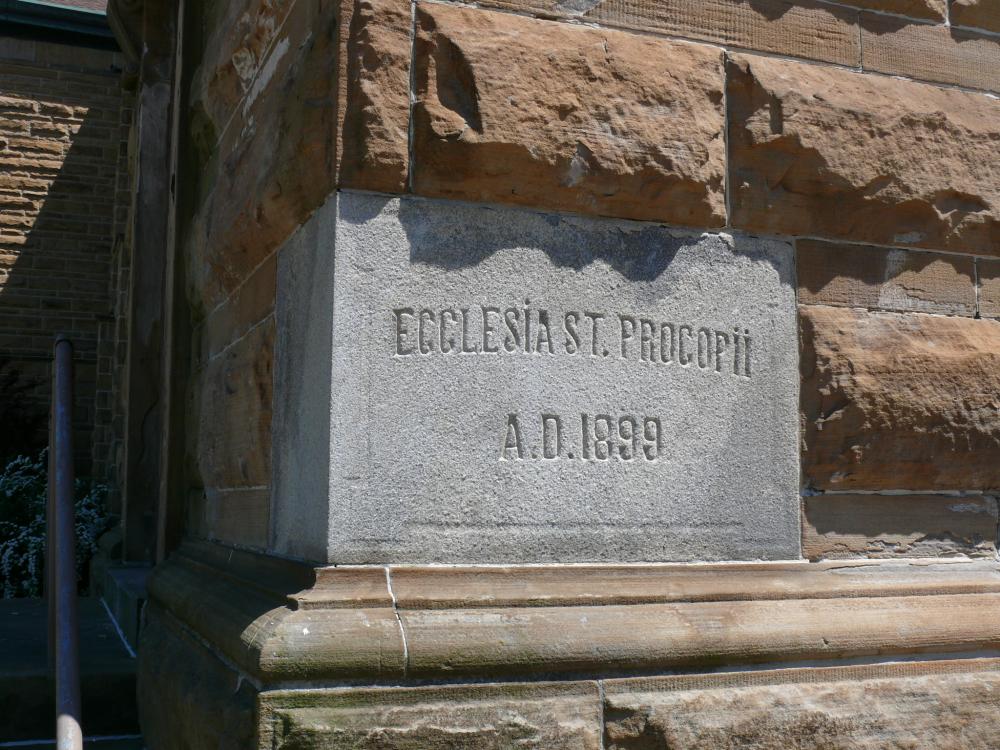 ECCLESiA ST. PROCOPii
A.D.1899